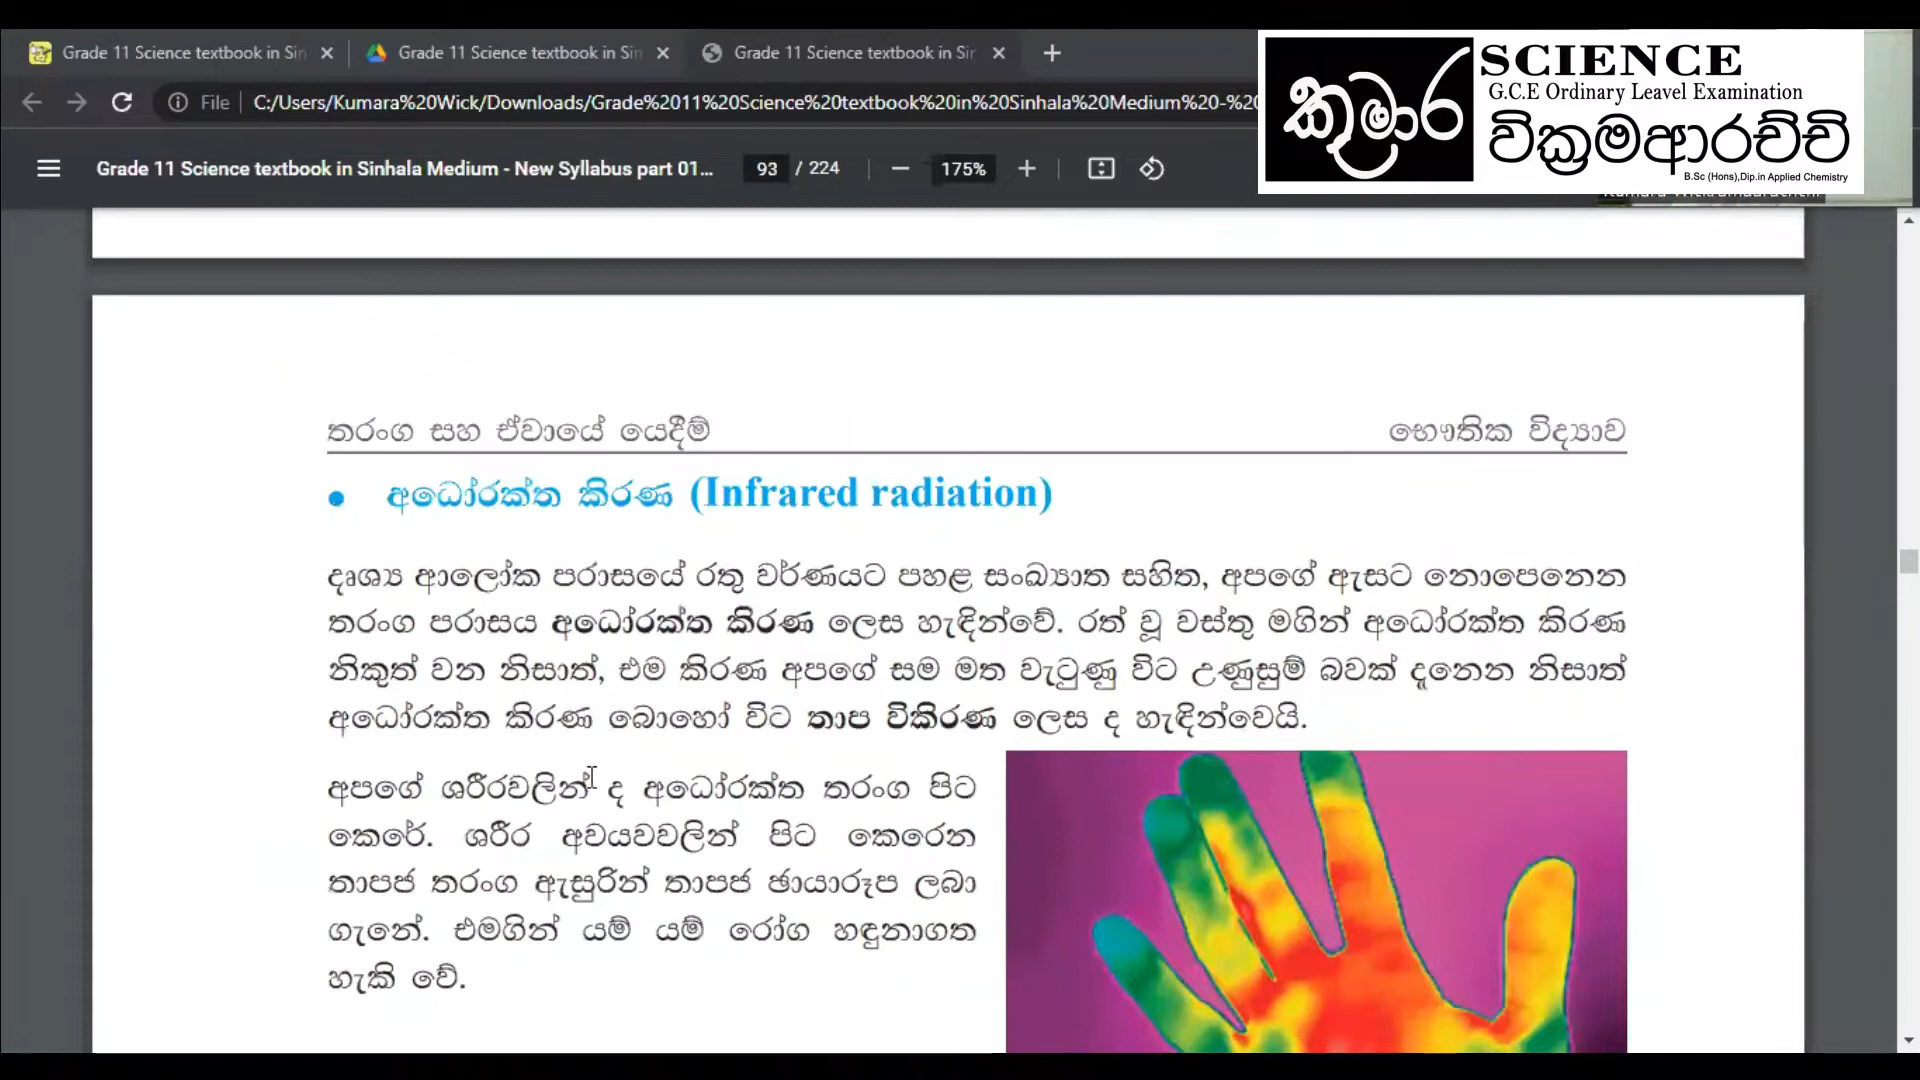 Grade 11 Science textbook in Sin
Grade 11 Science textbook in Sin
Grade 11 Science textbook in Sir
File
C:/Users/Kumara%20Wick/Downloads/Grade%2011%20Science%20textbook%20in%20Sinhala%20Medium%20-%20
Grade 11 Science textbook in Sinhala Medium - New Syllabus part 01...
93 / 224
175%
කුමාර
SCIENCE
G.C.E Ordinary Leavel Examination
වික්‍රමආරච්චි
B.Sc (Hons),Dip.in Applied Chemistry
තරංග සහ ඒවායේ යෙදීම්
භෞතික විද්‍යාව
• අධෝරක්ත කිරණ (Infrared radiation)
දෘශ්‍ය ආලෝක පරාසයේ රතු වර්ණයට පහළ සංඛ්‍යාත සහිත, අපගේ ඇසට නොපෙනෙන
තරංග පරාසය අධෝරක්ත කිරණ ලෙස හැඳින්වේ. රත් වූ වස්තු මගින් අධෝරක්ත කිරණ
නිකුත් වන නිසාත්, එම කිරණ අපගේ සම මත වැටුණු විට උණුසුම් බවක් දැනෙන නිසාත්
අධෝරක්ත කිරණ බොහෝ විට තාප විකිරණ ලෙස ද හැඳින්වෙයි.
අපගේ ශරීරවලින් ද අධෝරක්ත තරංග පිට
කෙරේ. ශරීර අවයවවලින් පිට කෙරෙන
තාපජ තරංග ඇසුරින් තාපජ ඡායාරූප ලබා
ගැනේ. එමගින් යම් යම් රෝග හඳුනාගත
හැකි වේ.